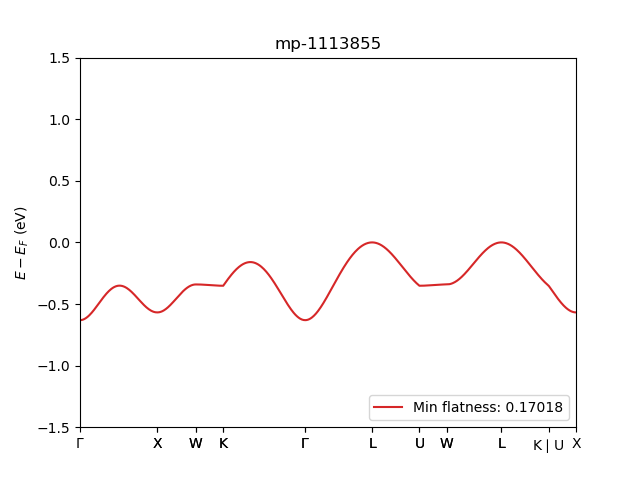 mp-1113855
1.5
1.0
0.5
0.0
−0.5
−1.0
−1.5
E − E_F (eV)
Min flatness: 0.17018
Γ X W K Γ L U W L K | U X